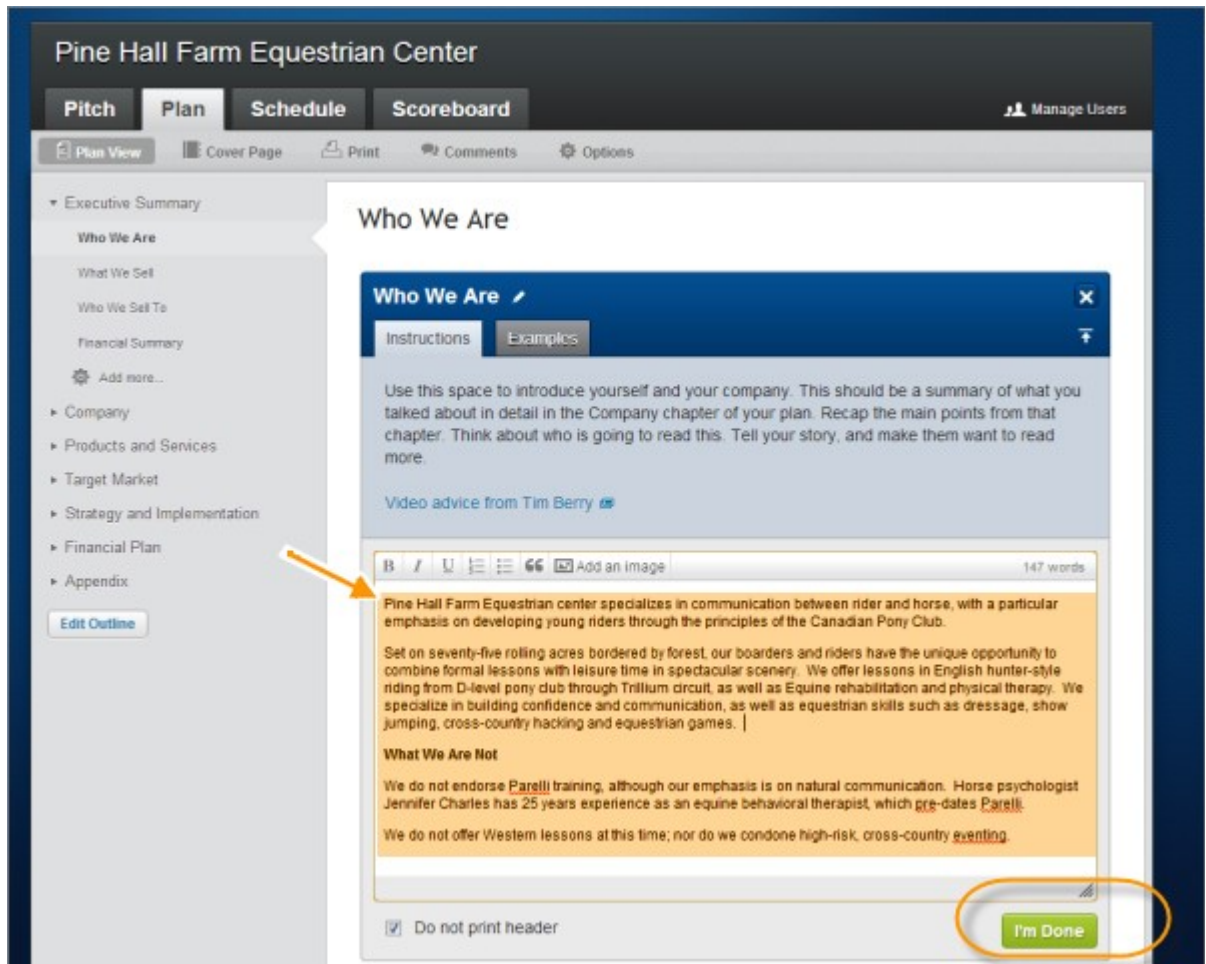 Pine Hall Farm Equestrian Center
Pitch Plan Schedule Scoreboard Manage Users
Plan View Cover Page Print Comments Options
Executive Summary
Who We Are
What We Sell
Who We Sell To
Financial Summary
Add more...
Company
Products and Services
Target Market
Strategy and Implementation
Financial Plan
Appendix
Edit Outline
Who We Are
Who We Are
Instructions Examples
Use this space to introduce yourself and your company. This should be a summary of what you
talked about in detail in the Company chapter of your plan. Recap the main points from that
chapter. Think about who is going to read this. Tell your story, and make them want to read
more.
Video advice from Tim Berry
B I U Add an image 147 words
Pine Hall Farm Equestrian center specializes in communication between rider and horse, with a particular
emphasis on developing young riders through the principles of the Canadian Pony Club.
Set on seventy-five rolling acres bordered by forest, our boarders and riders have the unique opportunity to
combine formal lessons with leisure time in spectacular scenery. We offer lessons in English hunter-style
riding from D-level pony club through Trillium circuit, as well as Equine rehabilitation and physical therapy. We
specialize in building confidence and communication, as well as equestrian skills such as dressage, show
jumping, cross-country hacking and equestrian games.
What We Are Not
We do not endorse Parelli training, although our emphasis is on natural communication. Horse psychologist
Jennifer Charles has 25 years experience as an equine behavioral therapist, which pre-dates Parelli.
We do not offer Western lessons at this time; nor do we condone high-risk, cross-country eventing.
Do not print header
I'm Done